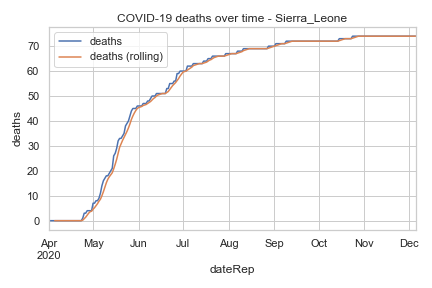 COVID-19 deaths over time - Sierra_Leone
deaths
deaths (rolling)
70
60
50
40
30
20
10
0
deaths
Apr May Jun Jul Aug Sep Oct Nov Dec
2020
dateRep